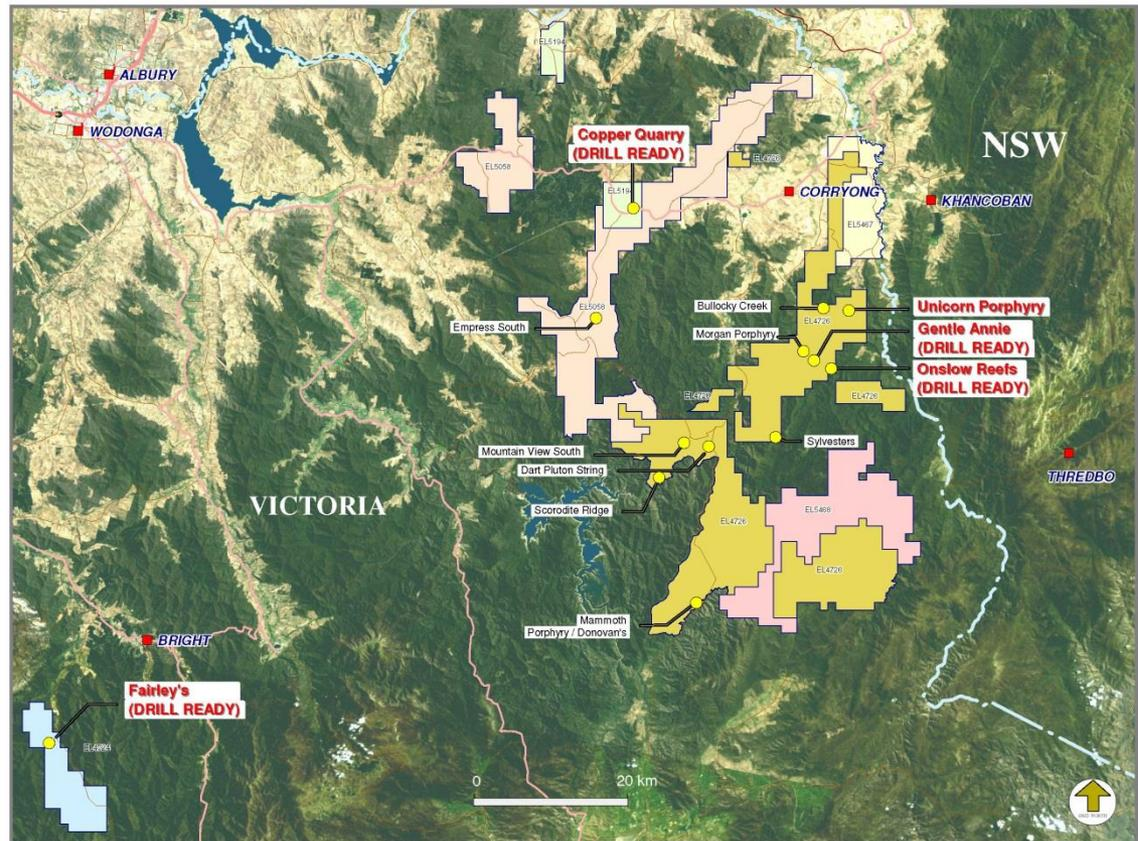 EL5194
ALBURY
WODONGA
Copper Quarry
(DRILL READY)
NSW
EL5058
EL4726
EL5194
CORRYONG
KHANCOBAN
EL5467
Bullocky Creek
Unicorn Porphyry
EL5058
EL4726
Empress South
Morgan Porphyry
Gentle Annie
(DRILL READY)
Onslow Reefs
(DRILL READY)
EL4726
EL4726
Sylvesters
Mountain View South
Dart Pluton String
THREDBO
VICTORIA
Scorodite Ridge
EL5468
EL4726
EL4726
Mammoth
Porphyry / Donovan's
BRIGHT
Fairley's
(DRILL READY)
0 20 km